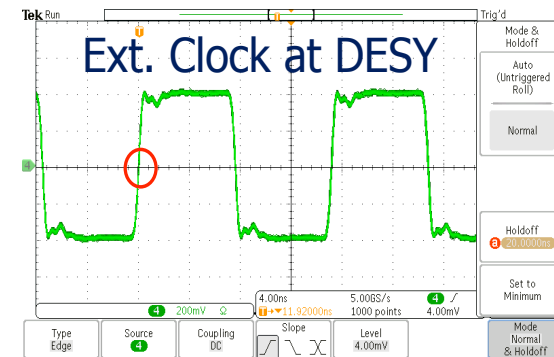 Tek Run
Trig'd
Ext. Clock at DESY
Mode &
Holdoff
Auto
(Untriggered
Roll)
Normal
Holdoff
a 20.0000ns
Set to
Minimum
4
4 200mV Ω
4.00ns 5.00GS/s 4
T→▼11.92000ns 1000 points 4.00mV
Type
Edge
Source
4
Coupling
DC
Slope
Level
4.00mV
Mode
Normal
& Holdoff